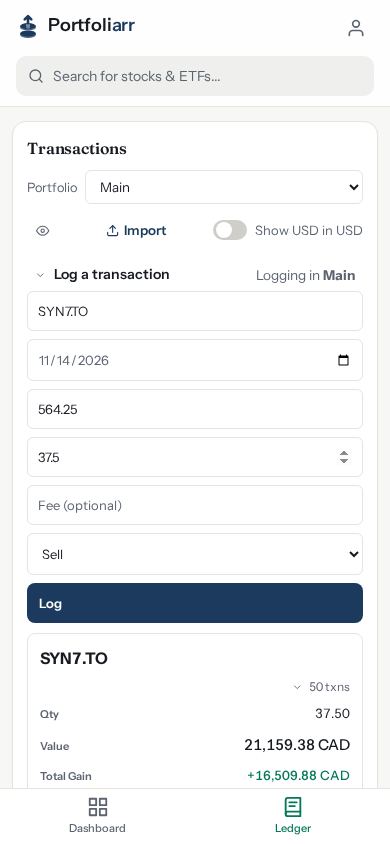 Portfoliarr
Search for stocks & ETFs...
Transactions
Portfolio Main
Import Show USD in USD
Log a transaction Logging in Main
SYN7.TO
11/14/2026
564.25
37.5
Fee (optional)
Sell
Log
SYN7.TO
50 txns
Qty 37.50
Value 21,159.38 CAD
Total Gain +16,509.88 CAD
Dashboard Ledger